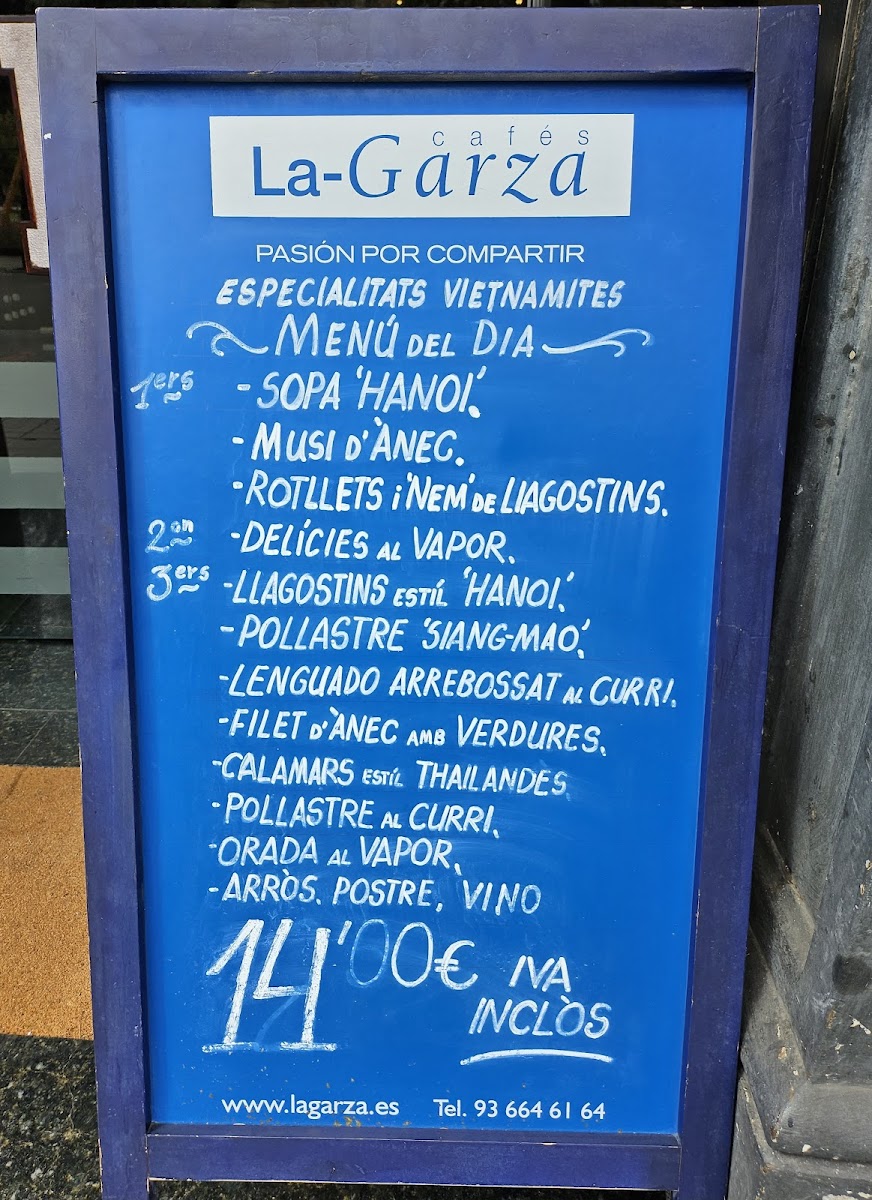 cafés
La-Garza
PASIÓN POR COMPARTIR
ESPECIALITATS VIETNAMITES
MENÚ DEL DIA
1ers - SOPA 'HANOI'.
- MUSI D'ÀNEC.
- ROTLLETS i 'NEM' DE LLAGOSTINS.
2on - DELÍCIES AL VAPOR.
3ers - LLAGOSTINS ESTÍL 'HANOI'.
- POLLASTRE 'SIANG-MAO'.
- LENGUADO ARREBOSSAT AL CURRI.
- FILET D'ÀNEC AMB VERDURES.
- CALAMARS ESTÍL THAILANDES.
- POLLASTRE AL CURRI.
- ORADA AL VAPOR.
- ARRÒS. POSTRE, VINO
14'00€ IVA
INCLÒS
www.lagarza.es Tel. 93 664 61 64